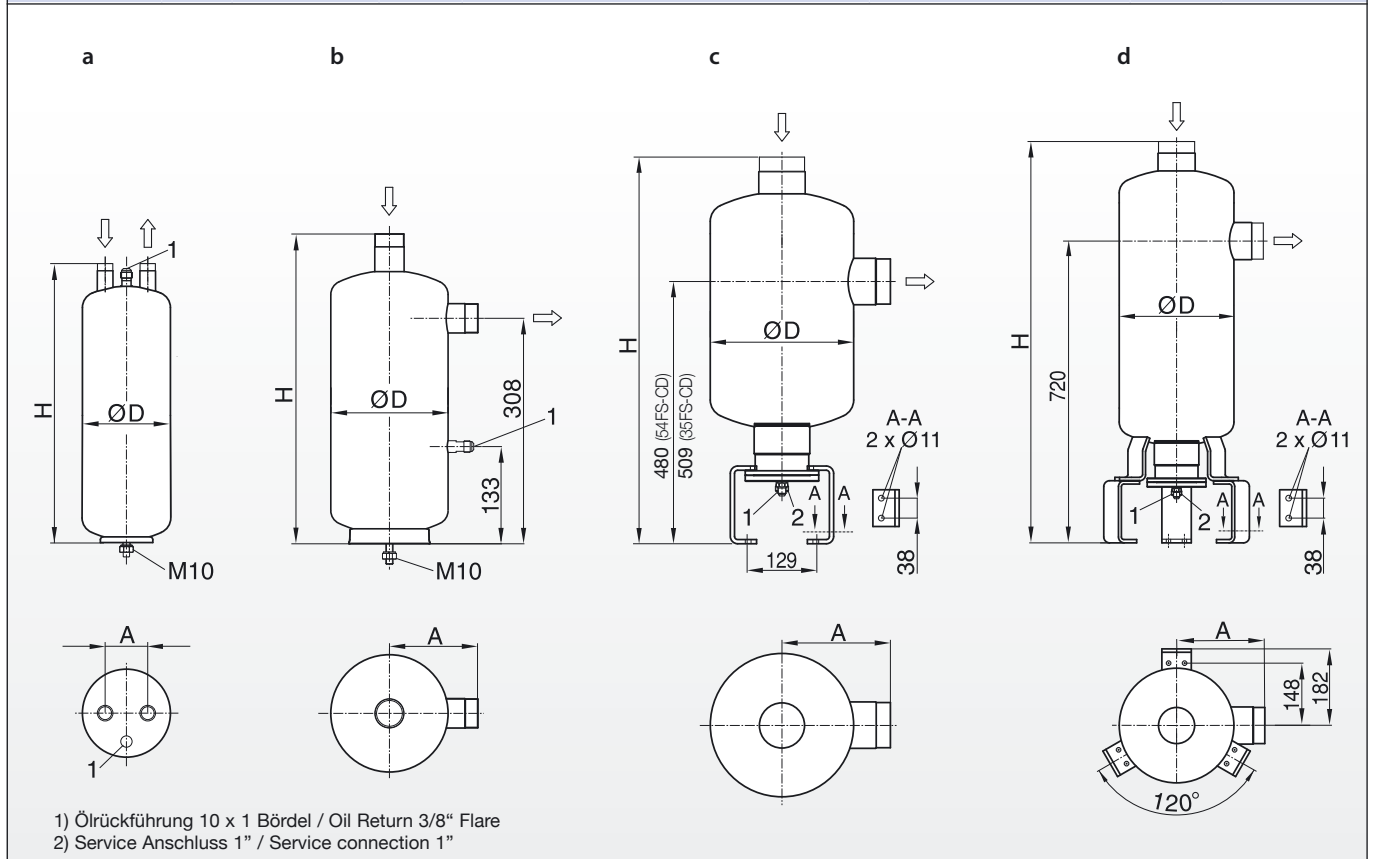 a
b
c
d
1
H
ØD
M10
H
ØD
308
1
133
M10
H
ØD
480 (54FS-CD)
509 (35FS-CD)
A-A
2 x Ø11
1
2
A
A
129
38
H
720
ØD
A-A
2 x Ø11
1
2
A
A
38
A
1
A
A
A
148
182
120°
1) Ölrückführung 10 x 1 Bördel / Oil Return 3/8“ Flare
2) Service Anschluss 1” / Service connection 1”